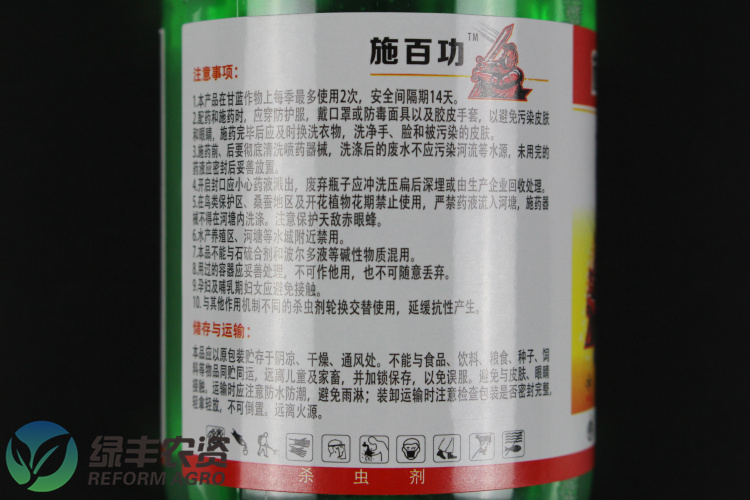 施百功TM
注意事项：
1.本产品在甘蓝作物上每季最多使用2次，安全间隔期14天。
2.配药和施药时，应穿防护服，戴口罩或防毒面具以及胶皮手套，以避免污染皮肤
和眼睛，施药完毕后应及时换洗衣物，洗净手、脸和被污染的皮肤。
3.施药前、后要彻底清洗喷药器械，洗涤后的废水不应污染河流等水源，未用完的
药液应密封后妥善放置。
4.开启封口应小心药液溅出，废弃瓶子应冲洗压扁后深埋或由生产企业回收处理。
5.在鸟类保护区、桑蚕地区及开花植物花期禁止使用，严禁药液流入河塘，施药器
械不得在河塘内洗涤。注意保护天敌赤眼蜂。
6.水产养殖区、河塘等水域附近禁用。
7.本品不能与石硫合剂和波尔多液等碱性物质混用。
8.用过的容器应妥善处理，不可作他用，也不可随意丢弃。
9.孕妇及哺乳期妇女应避免接触。
10.与其他作用机制不同的杀虫剂轮换交替使用，延缓抗性产生。
储存与运输：
本品应以原包装贮存于阴凉、干燥、通风处。不能与食品、饮料、粮食、种子、饲
料等物品同贮同运，远离儿童及家畜，并加锁保存，以免误服。避免与皮肤、眼睛
接触。运输时应注意防水防潮，避免雨淋；装卸运输时注意检查包装是否密封完整，
轻拿轻放，不可倒置。远离火源。
杀虫剂
绿丰农资
REFORM AGRO